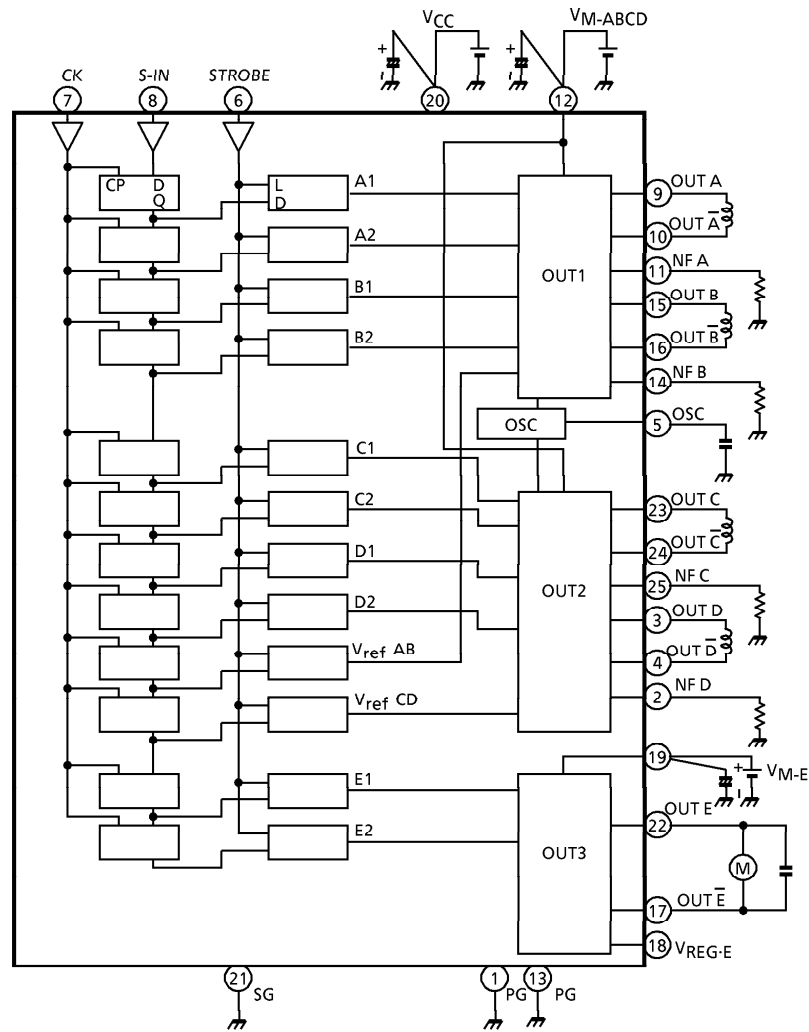 VCC
VM-ABCD
+
+
CK
S-IN
STROBE
7
8
6
20
12
CP D
Q
L
D
A1
9 OUT A
10 OUT A̅
A2
11 NF A
OUT1
B1
15 OUT B
B2
16 OUT B̅
14 NF B
OSC
5 OSC
C1
C2
23 OUT C
24 OUT C̅
D1
25 NF C
OUT2
D2
3 OUT D
Vref AB
4 OUT D̅
2 NF D
Vref CD
19
+
VM-E
E1
22 OUT E
E2
OUT3
M
17 OUT E̅
18 VREG·E
21 SG
1 PG
13 PG